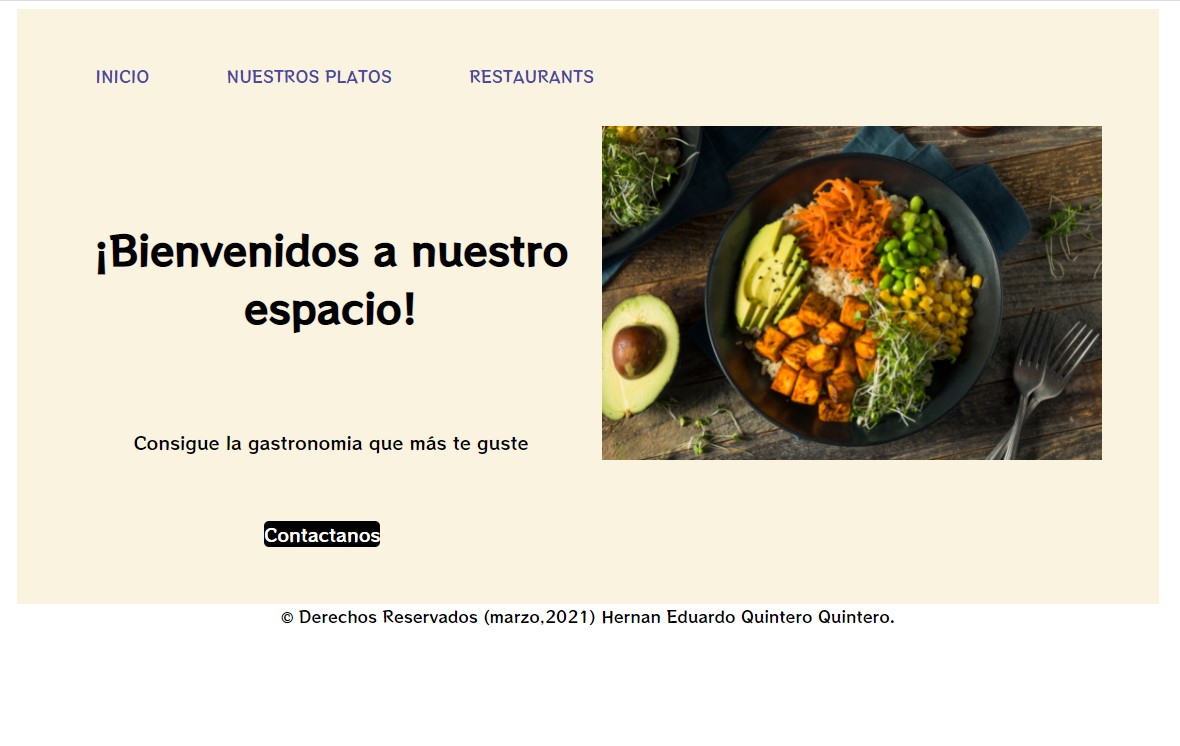 INICIO NUESTROS PLATOS RESTAURANTS
¡Bienvenidos a nuestro
espacio!
Consigue la gastronomia que más te guste
Contactanos
© Derechos Reservados (marzo,2021) Hernan Eduardo Quintero Quintero.